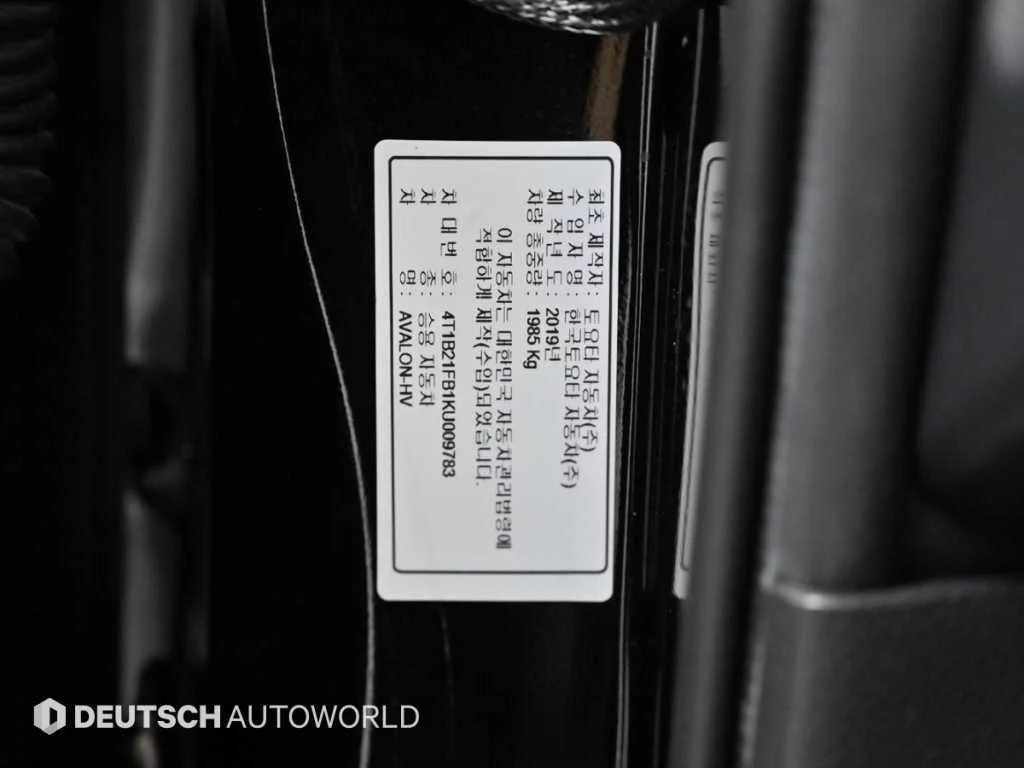 최초 제작자 : 토요타 자동차(주)
수 입 자 명 : 한국토요타 자동차(주)
제 작 년 도 : 2019년
차량 총중량 : 1985 Kg
이 자동차는 대한민국 자동차관리법령에
적합하게 제작(수입)되었습니다.
차 대 번 호 : 4T1B21FB1KU009783
차 종 : 승용 자동차
차 명 : AVALON-HV
DEUTSCH AUTOWORLD